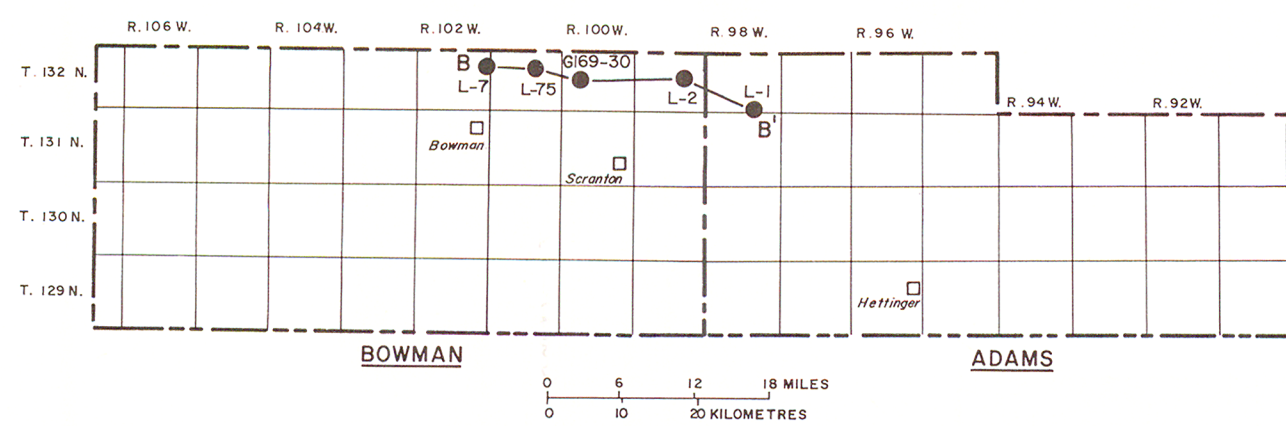 R. 106 W. R. 104W. R. 102 W. R. 100W. R. 98 W. R. 96 W.
T. 132 N. B G169-30
L-7 L-75 L-2 L-1
R. 94W. R. 92W.
B'
T. 131 N. Bowman
Scranton
T. 130 N.
T. 129 N. Hettinger
BOWMAN ADAMS
0 6 12 18 MILES
0 10 20 KILOMETRES